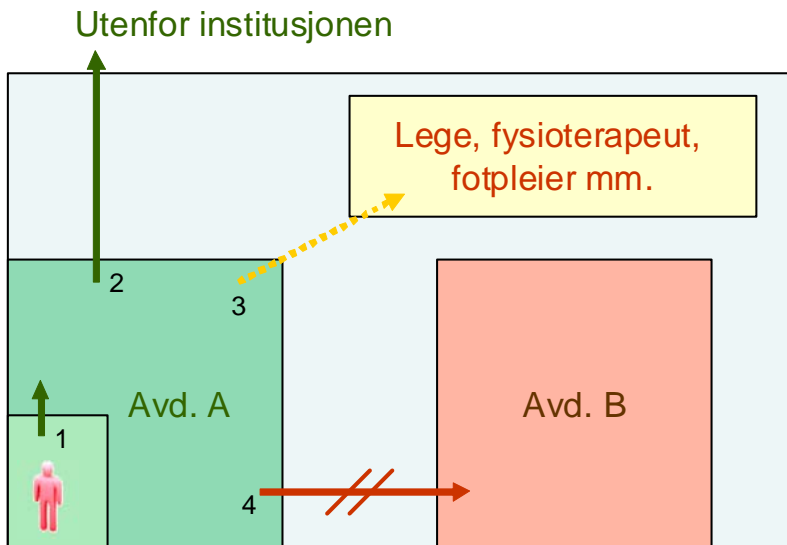 Utenfor institusjonen
Lege, fysioterapeut,
fotpleier mm.
2
3
Avd. A
Avd. B
1
4